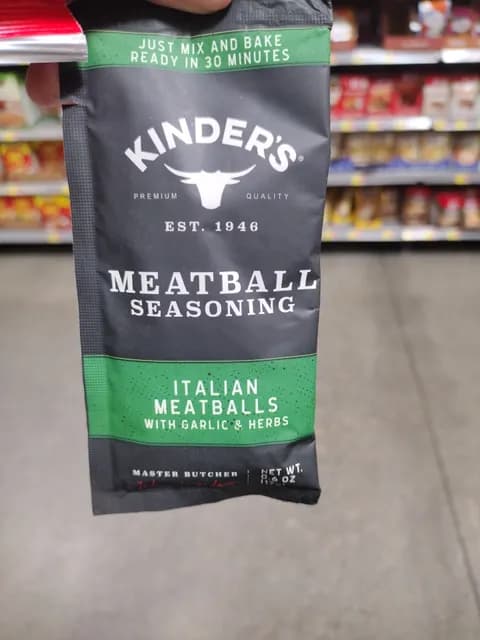 JUST MIX AND BAKE
READY IN 30 MINUTES
KINDER'S®
PREMIUM QUALITY
EST. 1946
MEATBALL
SEASONING
ITALIAN
MEATBALLS
WITH GARLIC & HERBS
MASTER BUTCHER
NET WT.
OZ